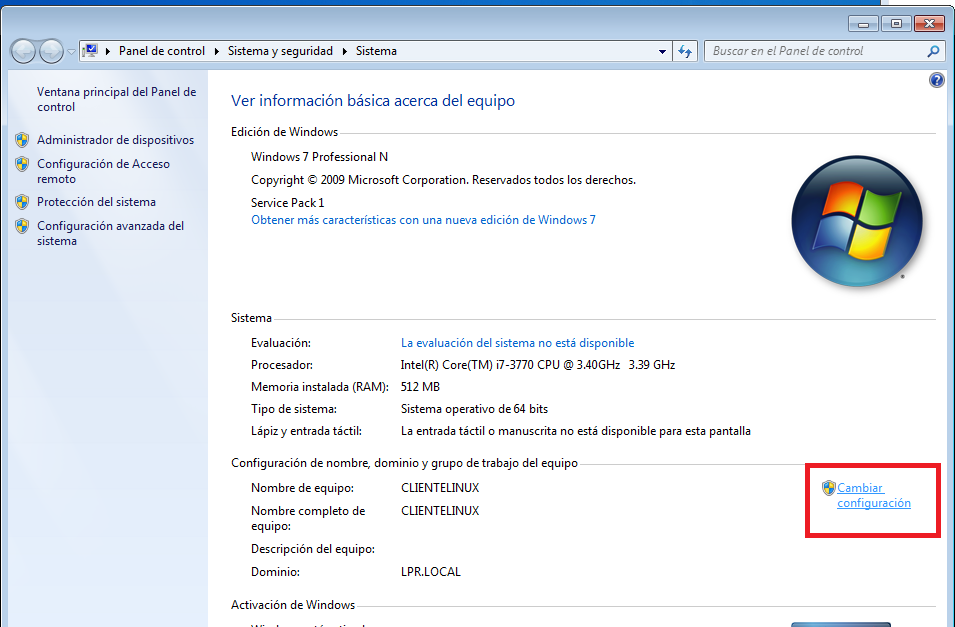 Panel de control ▸ Sistema y seguridad ▸ Sistema
Buscar en el Panel de control
Ventana principal del Panel de
control
Administrador de dispositivos
Configuración de Acceso
remoto
Protección del sistema
Configuración avanzada del
sistema
Ver información básica acerca del equipo
Edición de Windows
Windows 7 Professional N
Copyright © 2009 Microsoft Corporation. Reservados todos los derechos.
Service Pack 1
Obtener más características con una nueva edición de Windows 7
Sistema
Evaluación: La evaluación del sistema no está disponible
Procesador: Intel(R) Core(TM) i7-3770 CPU @ 3.40GHz 3.39 GHz
Memoria instalada (RAM): 512 MB
Tipo de sistema: Sistema operativo de 64 bits
Lápiz y entrada táctil: La entrada táctil o manuscrita no está disponible para esta pantalla
Configuración de nombre, dominio y grupo de trabajo del equipo
Nombre de equipo: CLIENTELINUX
Cambiar
configuración
Nombre completo de CLIENTELINUX
equipo:
Descripción del equipo:
Dominio: LPR.LOCAL
Activación de Windows